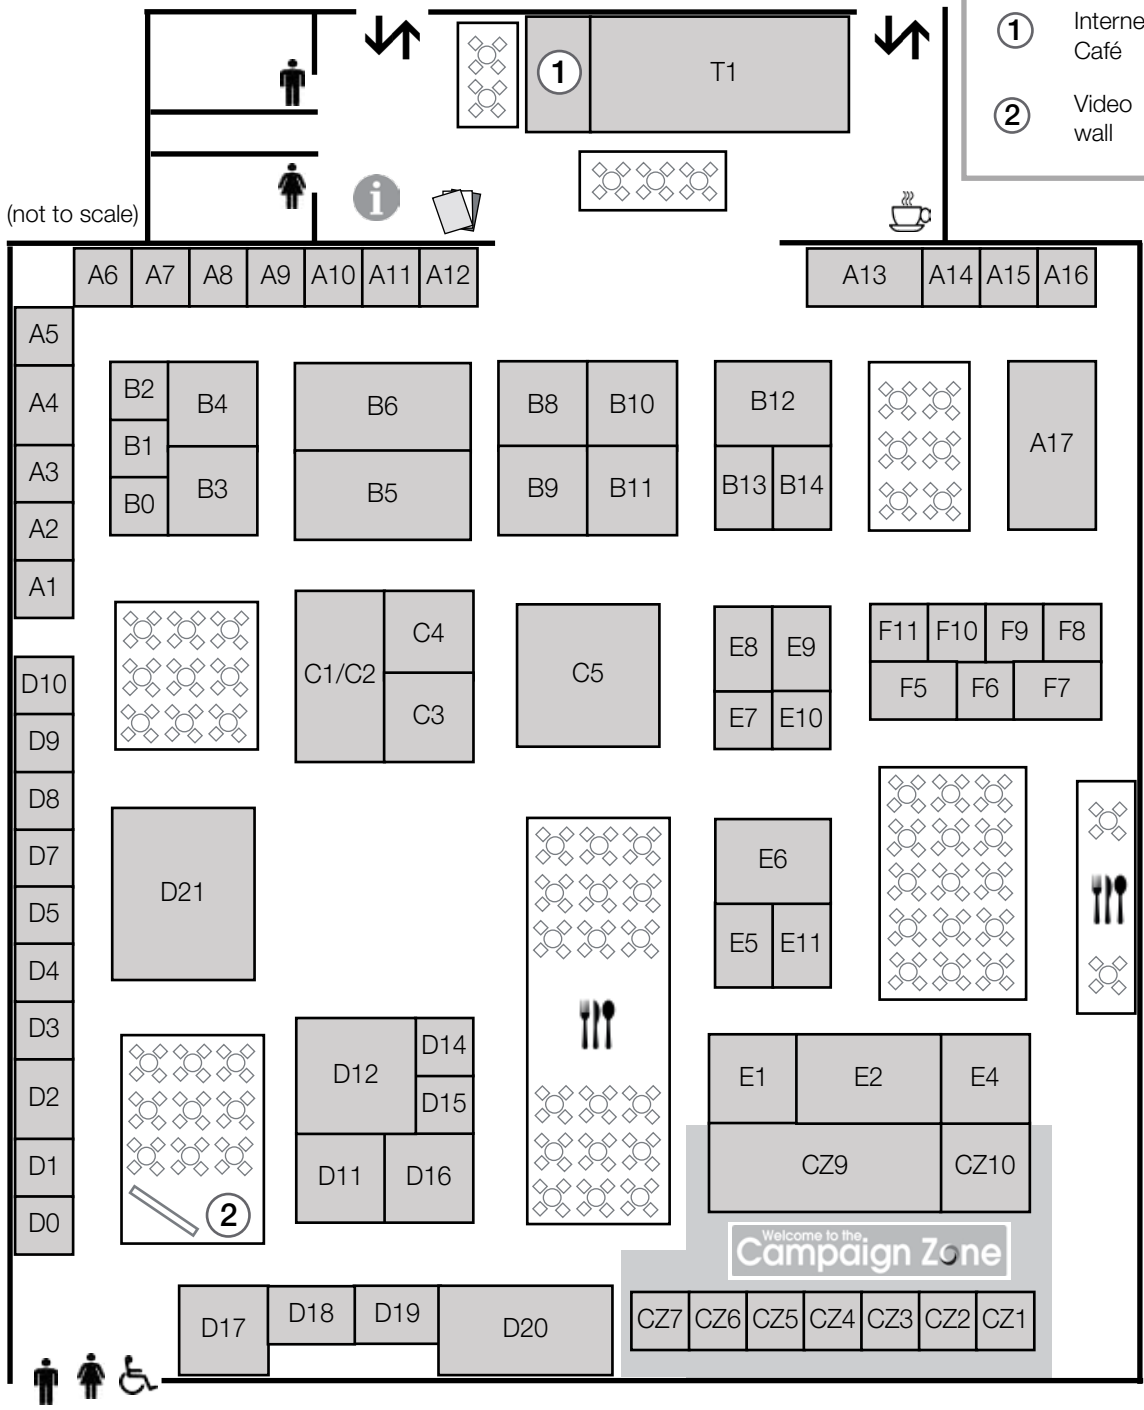 1 Interne
Café
2 Video
wall
1 T1
i
(not to scale)
A6 A7 A8 A9 A10 A11 A12 A13 A14 A15 A16
A5
A4
A3
A2
A1
B2 B4 B6 B8 B10 B12 A17
B1
B0 B3 B5 B9 B11 B13 B14
C1/C2 C4 C5 E8 E9 F11 F10 F9 F8
C3 E7 E10 F5 F6 F7
D10
D9
D8
D7
D5
D4
D3
D2
D1
D0
D21
E6
E5 E11
D12 D14
D15
D11 D16
2
E1 E2 E4
CZ9 CZ10
Welcome to the
Campaign Zone
D17 D18 D19 D20
CZ7 CZ6 CZ5 CZ4 CZ3 CZ2 CZ1